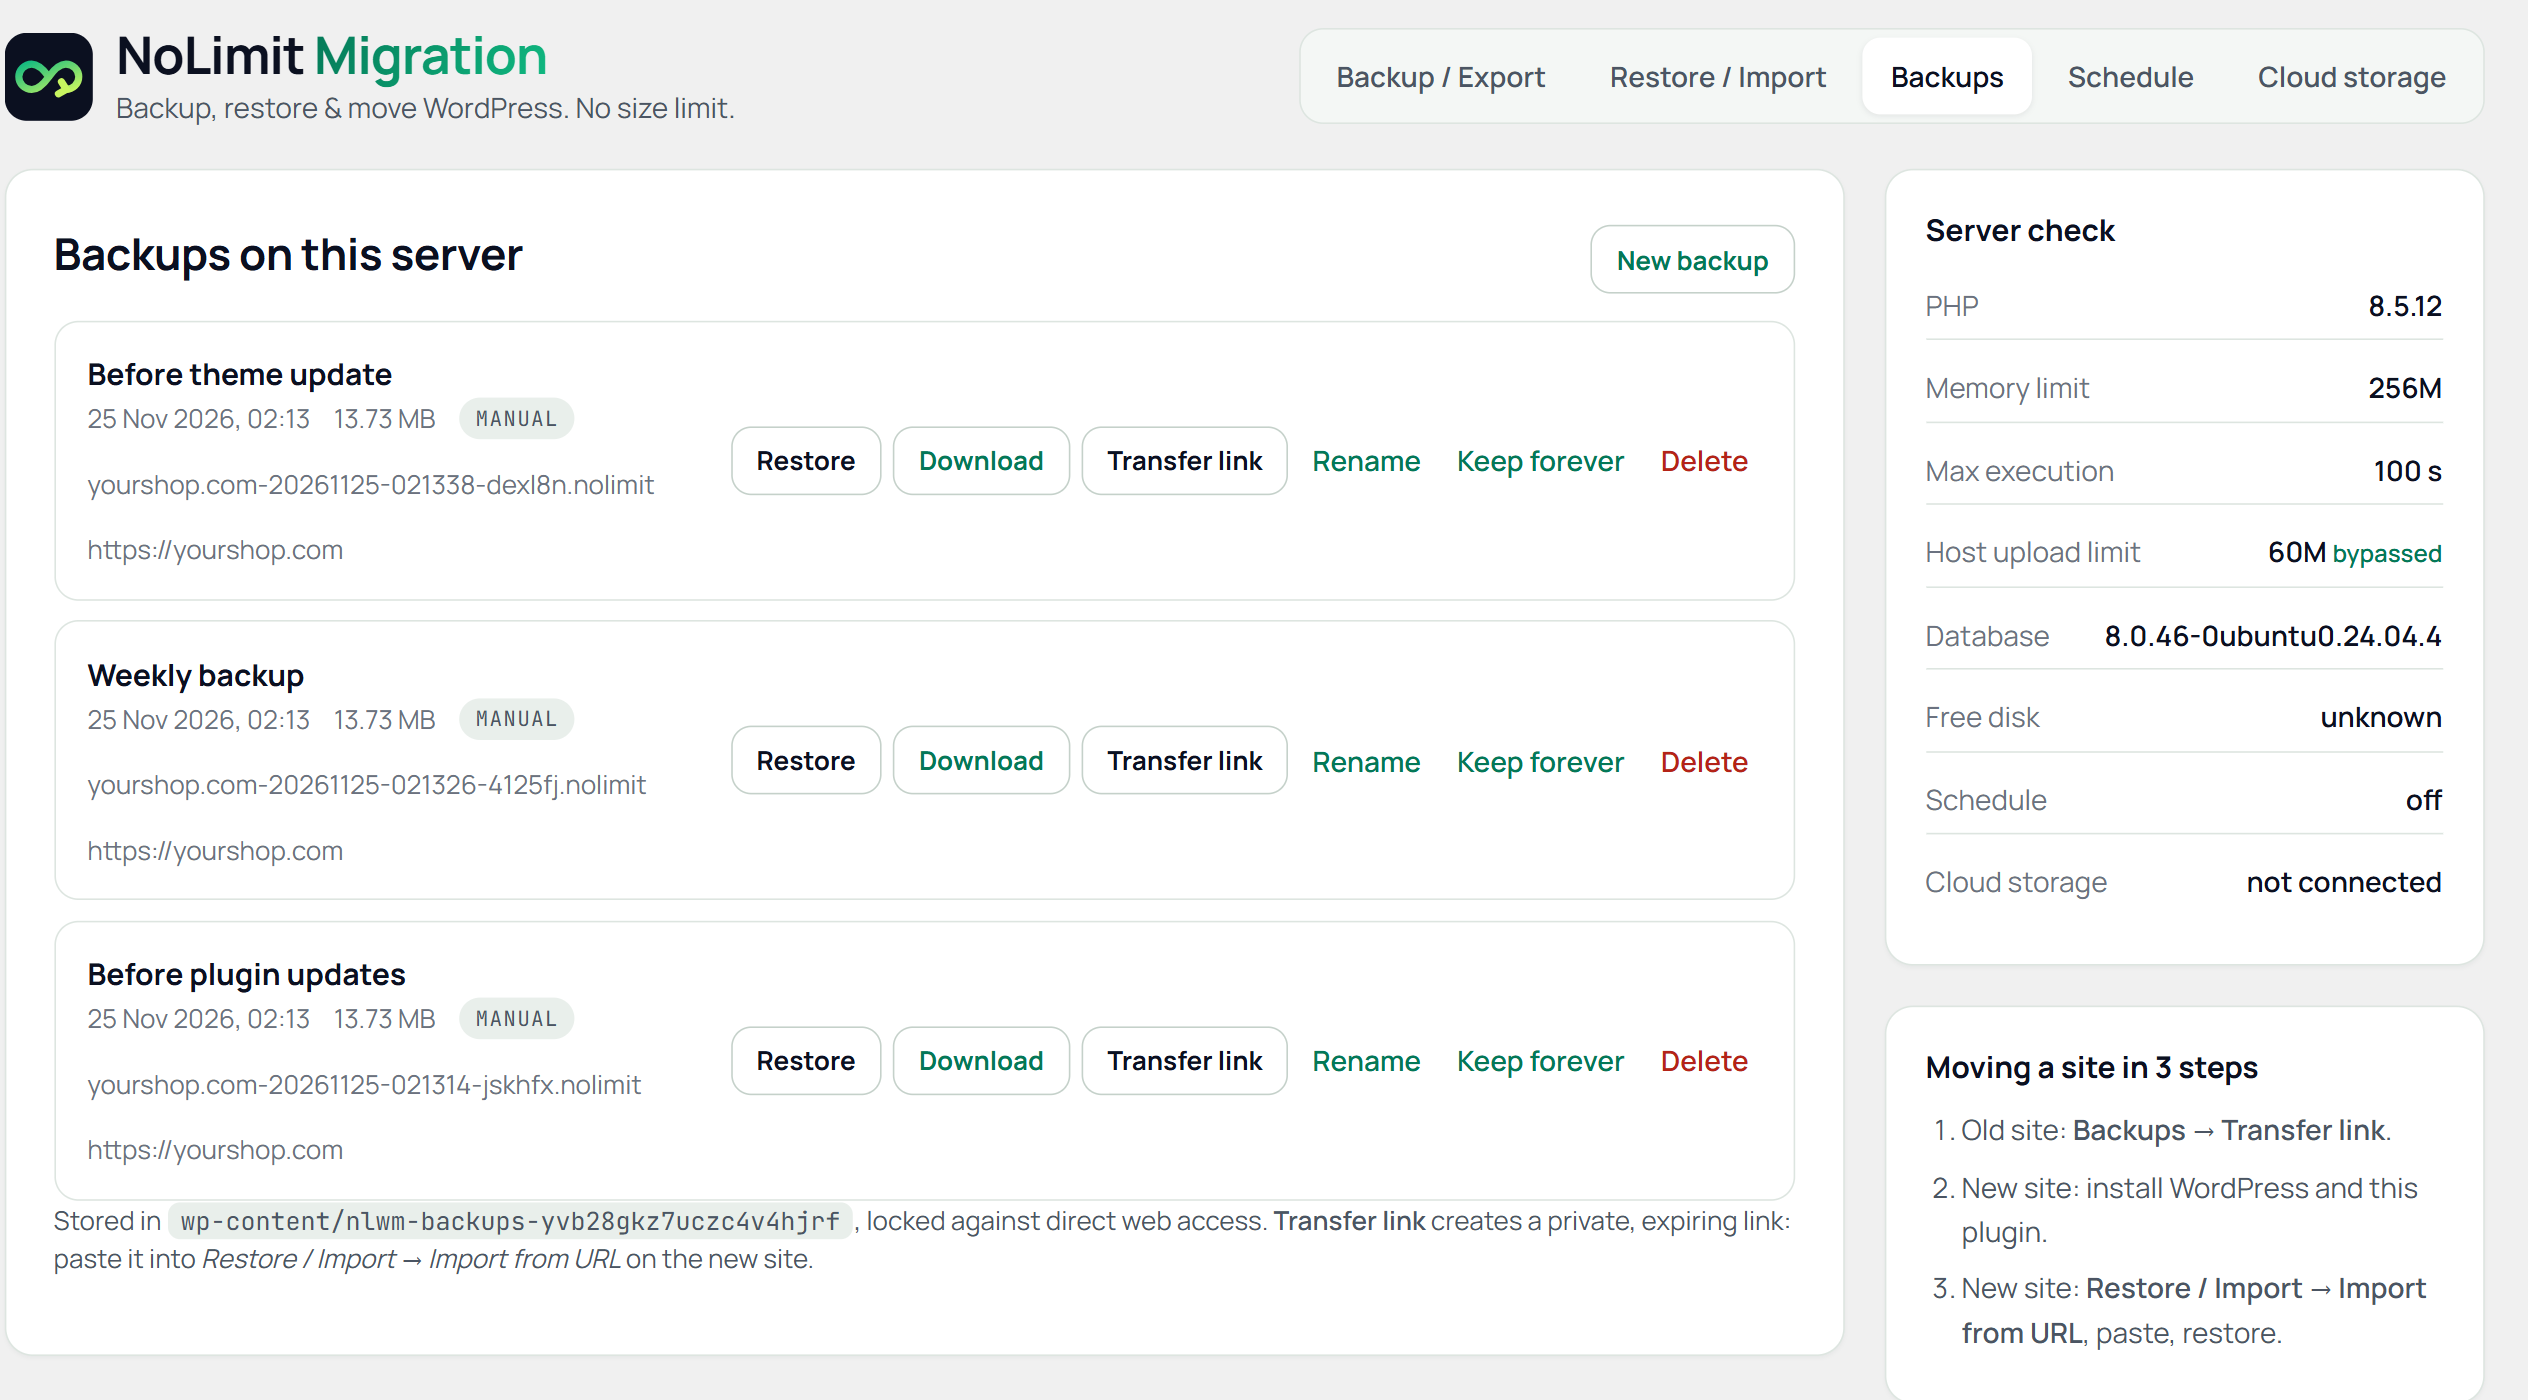 NoLimit Migration
Backup, restore & move WordPress. No size limit.
Backup / Export
Restore / Import
Backups
Schedule
Cloud storage
Backups on this server
New backup
Before theme update
25 Nov 2026, 02:13 13.73 MB MANUAL
yourshop.com-20261125-021338-dexl8n.nolimit
https://yourshop.com
Restore Download Transfer link Rename Keep forever Delete
Weekly backup
25 Nov 2026, 02:13 13.73 MB MANUAL
yourshop.com-20261125-021326-4125fj.nolimit
https://yourshop.com
Restore Download Transfer link Rename Keep forever Delete
Before plugin updates
25 Nov 2026, 02:13 13.73 MB MANUAL
yourshop.com-20261125-021314-jskhfx.nolimit
https://yourshop.com
Restore Download Transfer link Rename Keep forever Delete
Stored in wp-content/nlwm-backups-yvb28gkz7uczc4v4hjrf , locked against direct web access. Transfer link creates a private, expiring link:
paste it into Restore / Import → Import from URL on the new site.
Server check
PHP 8.5.12
Memory limit 256M
Max execution 100 s
Host upload limit 60M bypassed
Database 8.0.46-0ubuntu0.24.04.4
Free disk unknown
Schedule off
Cloud storage not connected
Moving a site in 3 steps
1. Old site: Backups → Transfer link.
2. New site: install WordPress and this
plugin.
3. New site: Restore / Import → Import
from URL, paste, restore.